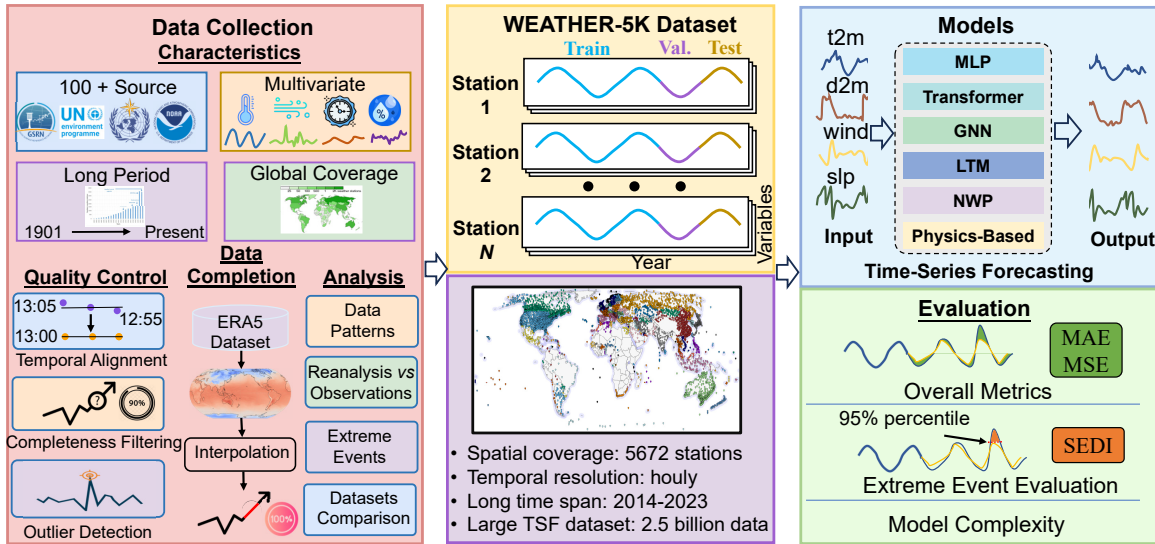 Data Collection
Characteristics
100 + Source
GSRN
UN
environment
programme
NOAA
Multivariate
%
Long Period
1901
Present
Global Coverage
Quality Control
13:05
12:55
13:00
Temporal Alignment
?
90%
Completeness Filtering
Outlier Detection
Data
Completion
ERA5
Dataset
Interpolation
100%
Analysis
Data
Patterns
Reanalysis vs
Observations
Extreme
Events
Datasets
Comparison
WEATHER-5K Dataset
Train
Val.
Test
Station
1
Station
2
Station
N
Year
Variables
• Spatial coverage: 5672 stations
• Temporal resolution: houly
• Long time span: 2014-2023
• Large TSF dataset: 2.5 billion data
Models
t2m
d2m
wind
slp
Input
MLP
Transformer
GNN
LTM
NWP
Physics-Based
Output
Time-Series Forecasting
Evaluation
MAE
MSE
Overall Metrics
95% percentile
SEDI
Extreme Event Evaluation
Model Complexity